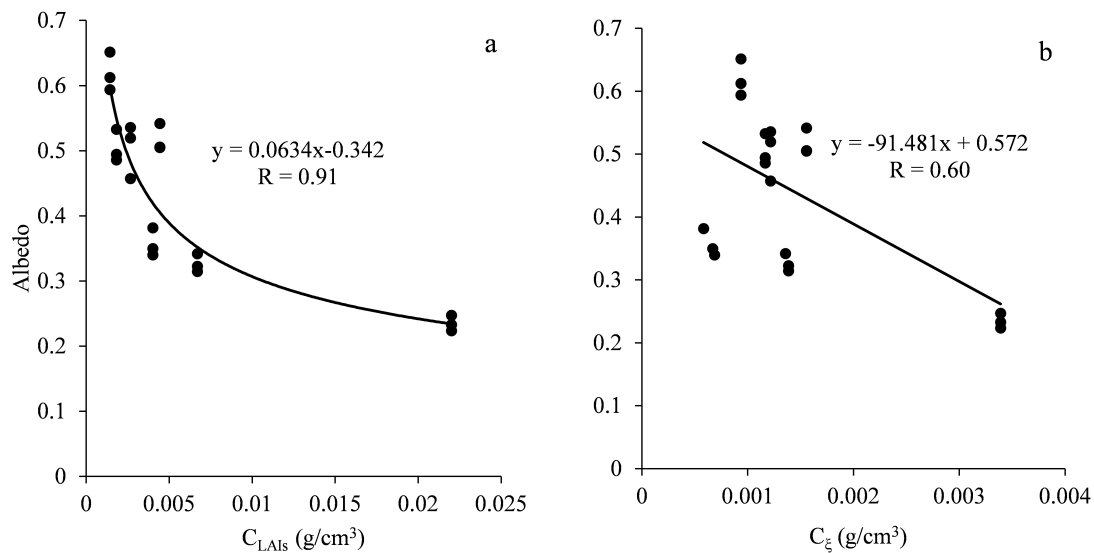 a
0.7
0.6
0.5
0.4
0.3
0.2
0.1
0
Albedo
y = 0.0634x-0.342
R = 0.91
0 0.005 0.01 0.015 0.02 0.025
C_LAIs (g/cm³)
b
0.7
0.6
0.5
0.4
0.3
0.2
0.1
0
y = -91.481x + 0.572
R = 0.60
0 0.001 0.002 0.003 0.004
C_ξ (g/cm³)